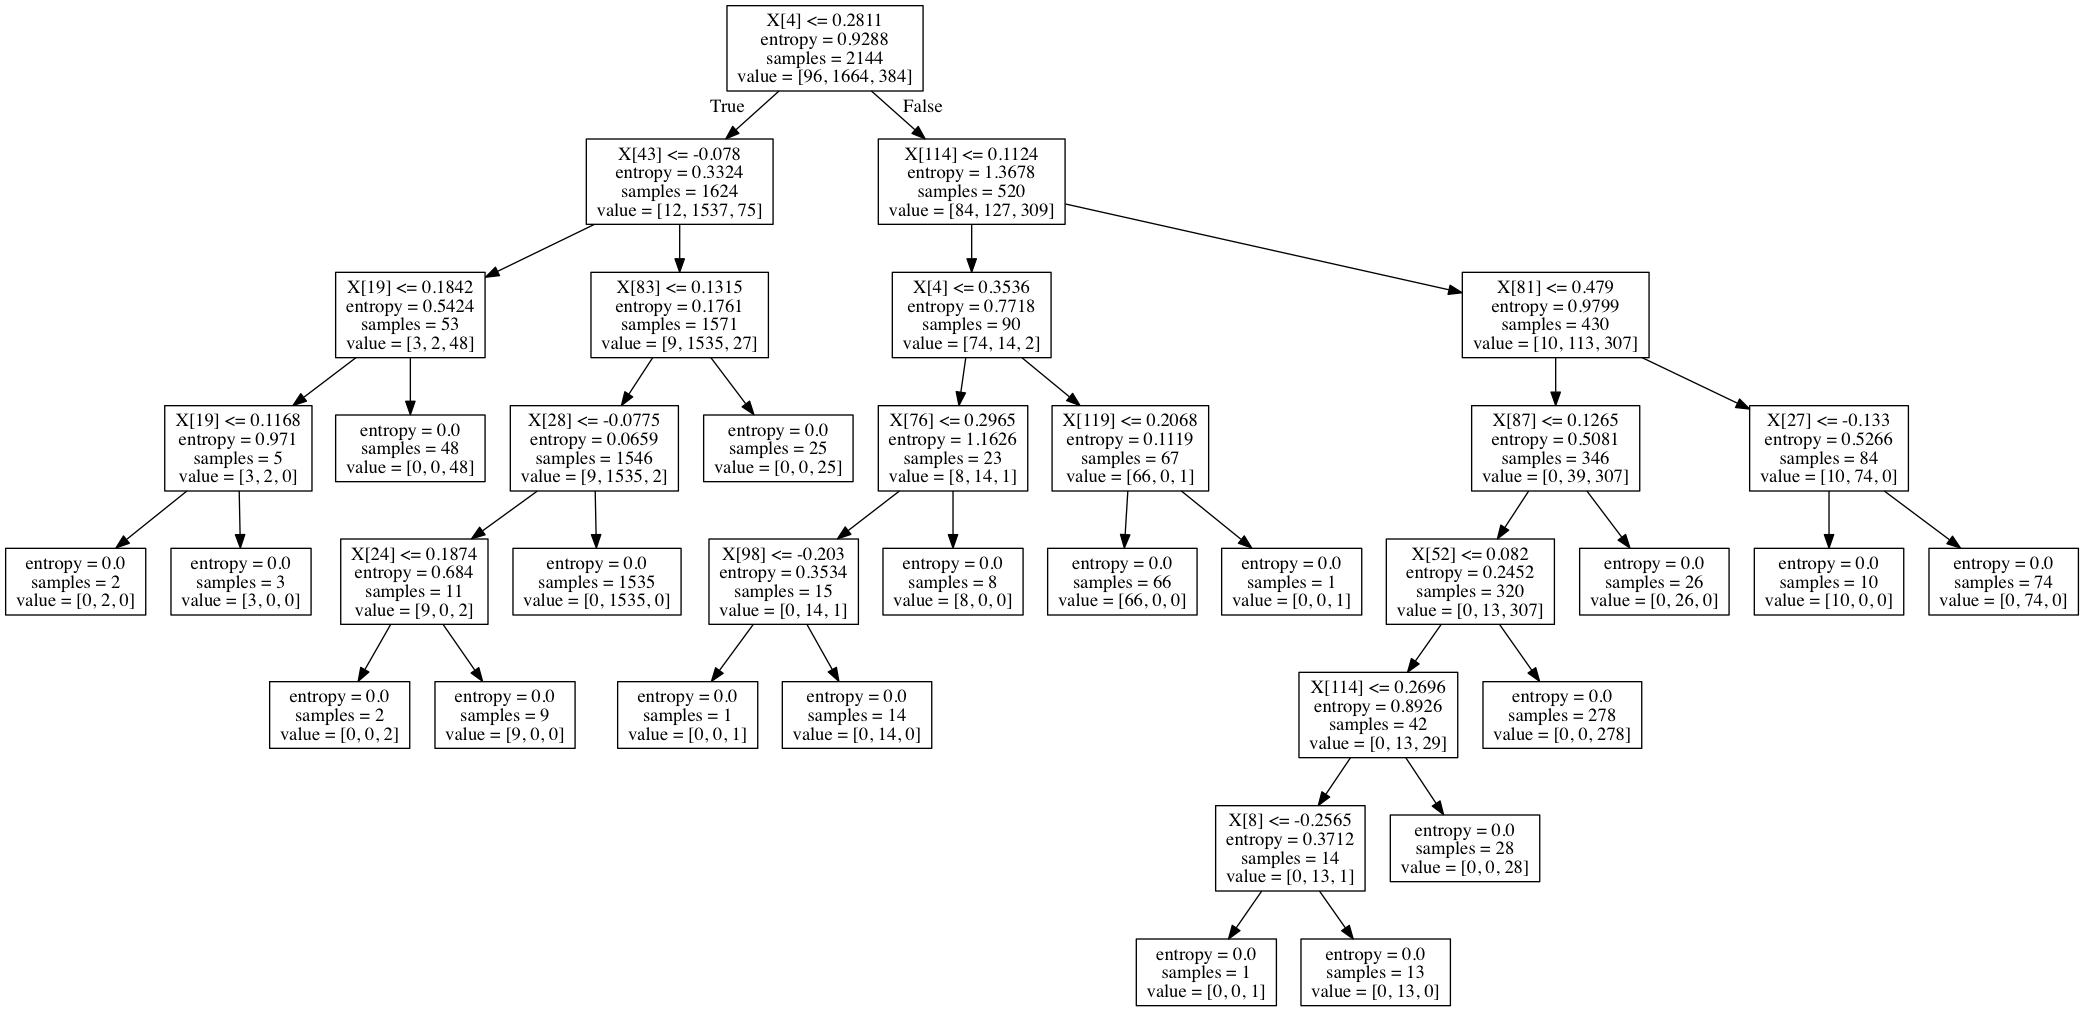 X[4] <= 0.2811
entropy = 0.9288
samples = 2144
value = [96, 1664, 384]
True
False
X[43] <= -0.078
entropy = 0.3324
samples = 1624
value = [12, 1537, 75]
X[114] <= 0.1124
entropy = 1.3678
samples = 520
value = [84, 127, 309]
X[19] <= 0.1842
entropy = 0.5424
samples = 53
value = [3, 2, 48]
X[83] <= 0.1315
entropy = 0.1761
samples = 1571
value = [9, 1535, 27]
X[4] <= 0.3536
entropy = 0.7718
samples = 90
value = [74, 14, 2]
X[81] <= 0.479
entropy = 0.9799
samples = 430
value = [10, 113, 307]
X[19] <= 0.1168
entropy = 0.971
samples = 5
value = [3, 2, 0]
entropy = 0.0
samples = 48
value = [0, 0, 48]
X[28] <= -0.0775
entropy = 0.0659
samples = 1546
value = [9, 1535, 2]
entropy = 0.0
samples = 25
value = [0, 0, 25]
X[76] <= 0.2965
entropy = 1.1626
samples = 23
value = [8, 14, 1]
X[119] <= 0.2068
entropy = 0.1119
samples = 67
value = [66, 0, 1]
X[87] <= 0.1265
entropy = 0.5081
samples = 346
value = [0, 39, 307]
X[27] <= -0.133
entropy = 0.5266
samples = 84
value = [10, 74, 0]
entropy = 0.0
samples = 2
value = [0, 2, 0]
entropy = 0.0
samples = 3
value = [3, 0, 0]
X[24] <= 0.1874
entropy = 0.684
samples = 11
value = [9, 0, 2]
entropy = 0.0
samples = 1535
value = [0, 1535, 0]
X[98] <= -0.203
entropy = 0.3534
samples = 15
value = [0, 14, 1]
entropy = 0.0
samples = 8
value = [8, 0, 0]
entropy = 0.0
samples = 66
value = [66, 0, 0]
entropy = 0.0
samples = 1
value = [0, 0, 1]
X[52] <= 0.082
entropy = 0.2452
samples = 320
value = [0, 13, 307]
entropy = 0.0
samples = 26
value = [0, 26, 0]
entropy = 0.0
samples = 10
value = [10, 0, 0]
entropy = 0.0
samples = 74
value = [0, 74, 0]
entropy = 0.0
samples = 2
value = [0, 0, 2]
entropy = 0.0
samples = 9
value = [9, 0, 0]
entropy = 0.0
samples = 1
value = [0, 0, 1]
entropy = 0.0
samples = 14
value = [0, 14, 0]
X[114] <= 0.2696
entropy = 0.8926
samples = 42
value = [0, 13, 29]
entropy = 0.0
samples = 278
value = [0, 0, 278]
X[8] <= -0.2565
entropy = 0.3712
samples = 14
value = [0, 13, 1]
entropy = 0.0
samples = 28
value = [0, 0, 28]
entropy = 0.0
samples = 1
value = [0, 0, 1]
entropy = 0.0
samples = 13
value = [0, 13, 0]